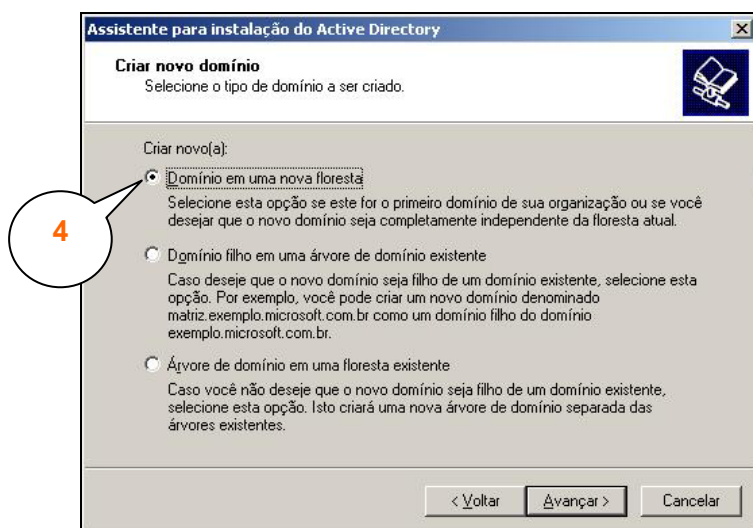 Assistente para instalação do Active Directory
Criar novo domínio
Selecione o tipo de domínio a ser criado.
Criar novo(a):
Domínio em uma nova floresta
Selecione esta opção se este for o primeiro domínio de sua organização ou se você
desejar que o novo domínio seja completamente independente da floresta atual.
4
Domínio filho em uma árvore de domínio existente
Caso deseje que o novo domínio seja filho de um domínio existente, selecione esta
opção. Por exemplo, você pode criar um novo domínio denominado
matriz.exemplo.microsoft.com.br como um domínio filho do domínio
exemplo.microsoft.com.br.
Árvore de domínio em uma floresta existente
Caso você não deseje que o novo domínio seja filho de um domínio existente,
selecione esta opção. Isto criará uma nova árvore de domínio separada das
árvores existentes.
< Voltar Avançar > Cancelar